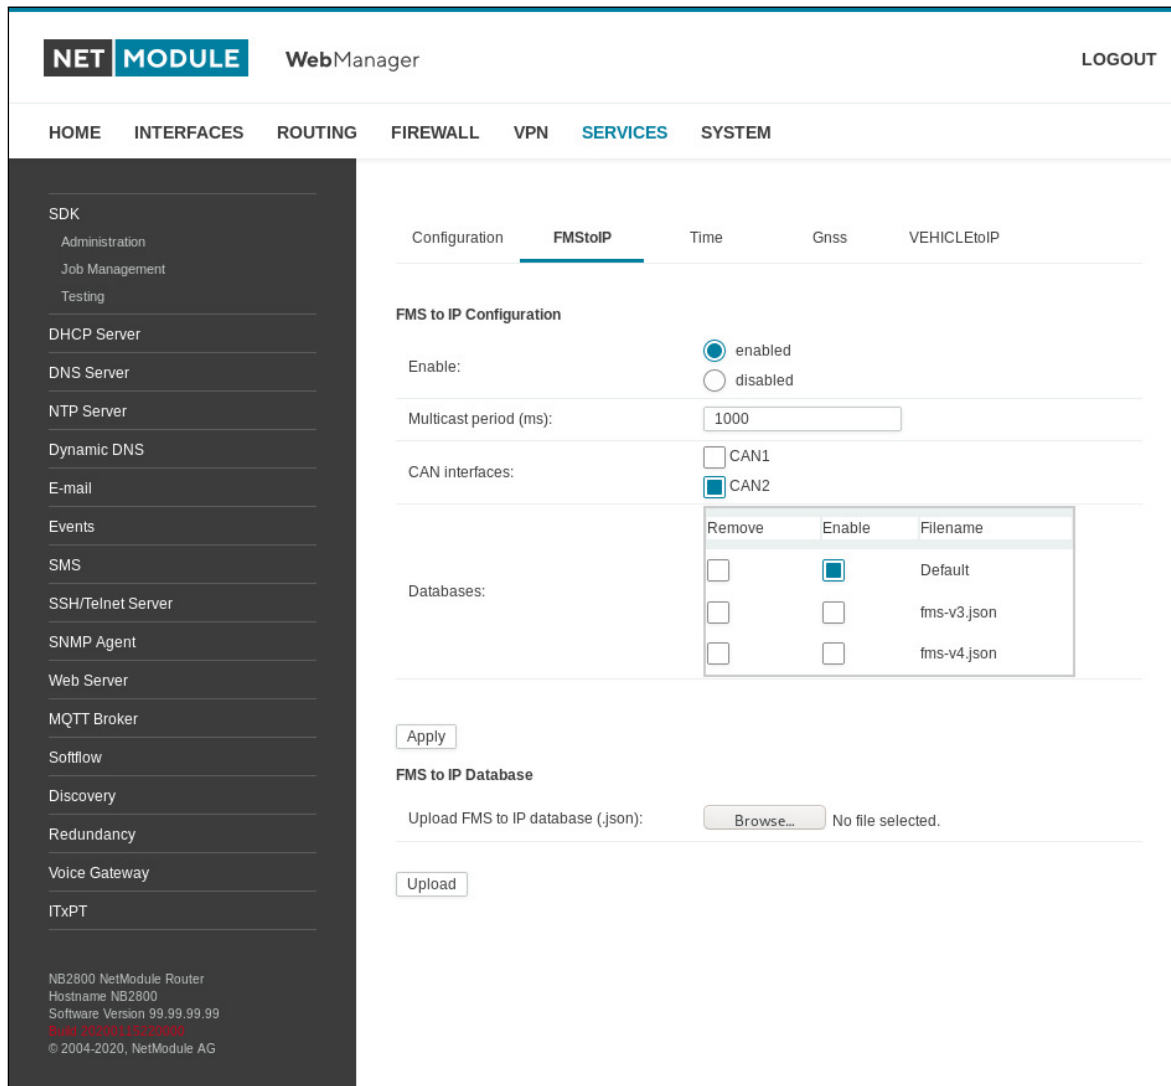 NET MODULE WebManager LOGOUT
HOME INTERFACES ROUTING FIREWALL VPN SERVICES SYSTEM
SDK
Administration
Job Management
Testing
DHCP Server
DNS Server
NTP Server
Dynamic DNS
E-mail
Events
SMS
SSH/Telnet Server
SNMP Agent
Web Server
MQTT Broker
Softflow
Discovery
Redundancy
Voice Gateway
ITxPT
NB2800 NetModule Router
Hostname NB2800
Software Version 99.99.99.99
Build
© 2004-2020, NetModule AG
Configuration FMStoIP Time Gnss VEHICLEtoIP
FMS to IP Configuration
Enable: enabled
disabled
Multicast period (ms): 1000
CAN interfaces: CAN1
CAN2
Databases:
Remove Enable Filename
Default
fms-v3.json
fms-v4.json
Apply
FMS to IP Database
Upload FMS to IP database (.json): Browse... No file selected.
Upload